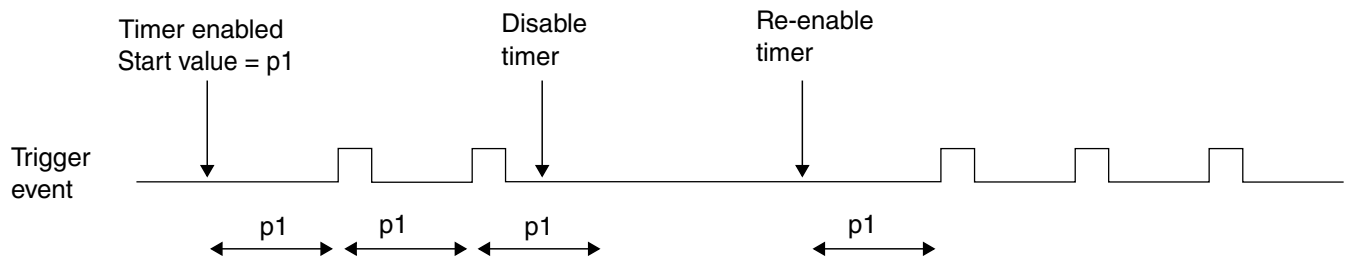 Timer enabled
Start value = p1
Disable
timer
Re-enable
timer
Trigger
event
p1
p1
p1
p1